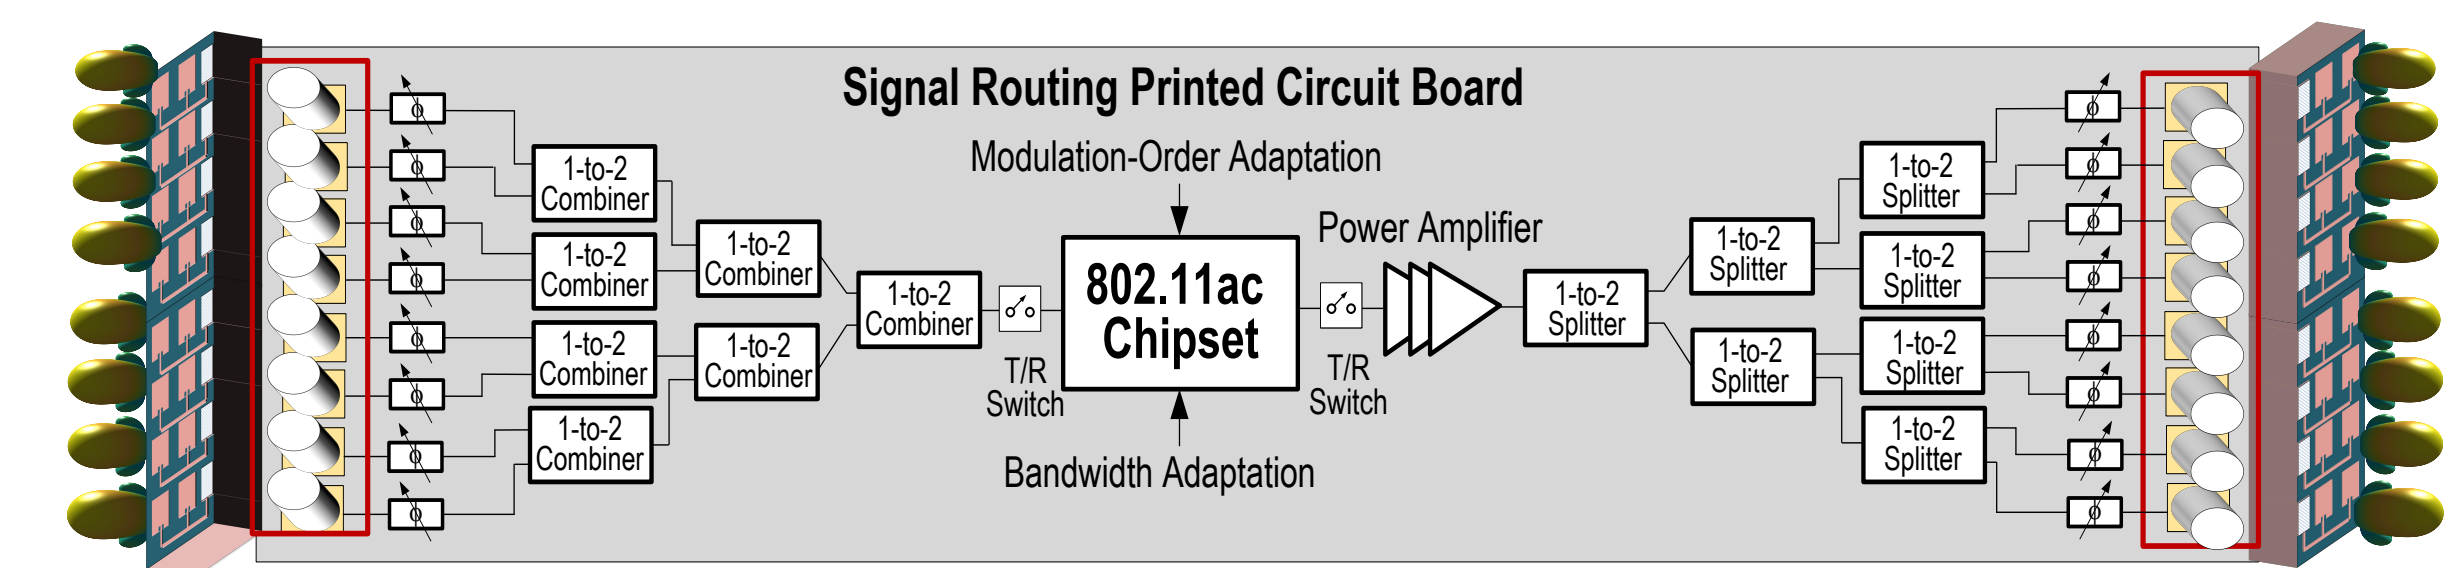 Signal Routing Printed Circuit Board
Modulation-Order Adaptation
Power Amplifier
802.11ac
Chipset
Bandwidth Adaptation
T/R
Switch
T/R
Switch
ϕ
ϕ
ϕ
ϕ
ϕ
ϕ
ϕ
ϕ
1-to-2
Combiner
1-to-2
Combiner
1-to-2
Combiner
1-to-2
Combiner
1-to-2
Combiner
1-to-2
Combiner
1-to-2
Combiner
1-to-2
Splitter
1-to-2
Splitter
1-to-2
Splitter
1-to-2
Splitter
1-to-2
Splitter
1-to-2
Splitter
1-to-2
Splitter
ϕ
ϕ
ϕ
ϕ
ϕ
ϕ
ϕ
ϕ